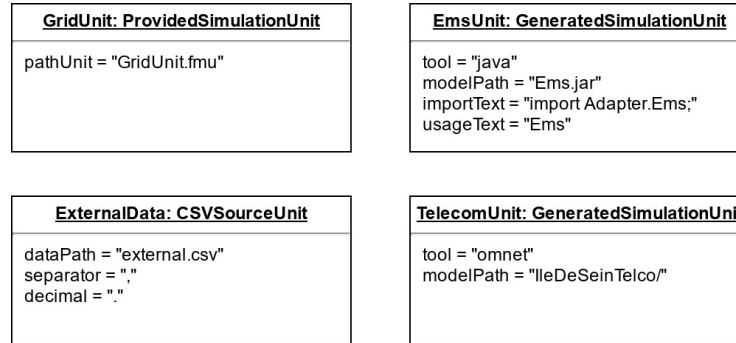 GridUnit: ProvidedSimulationUnit
pathUnit = "GridUnit.fmu"
EmsUnit: GeneratedSimulationUnit
tool = "java"
modelPath = "Ems.jar"
importText = "import Adapter.Ems;"
usageText = "Ems"
ExternalData: CSVSourceUnit
dataPath = "external.csv"
separator = ","
decimal = "."
TelecomUnit: GeneratedSimulationUni
tool = "omnet"
modelPath = "IleDeSeinTelco/"